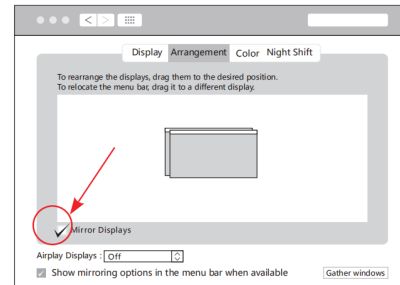 Display Arrangement Color Night Shift
To rearrange the displays, drag them to the desired position.
To relocate the menu bar, drag it to a different display.
Mirror Displays
Airplay Displays : Off
Show mirroring options in the menu bar when available
Gather windows